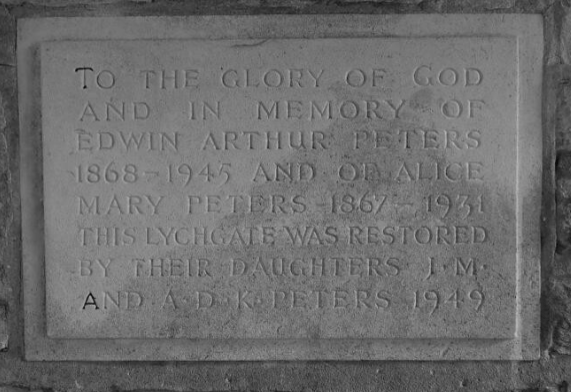 TO THE GLORY OF GOD
AND IN MEMORY OF
EDWIN ARTHUR PETERS
1868-1945 AND OF ALICE
MARY PETERS 1867-1931
THIS LYCHGATE WAS RESTORED
BY THEIR DAUGHTERS I·M·
AND A·D·K·PETERS 1949